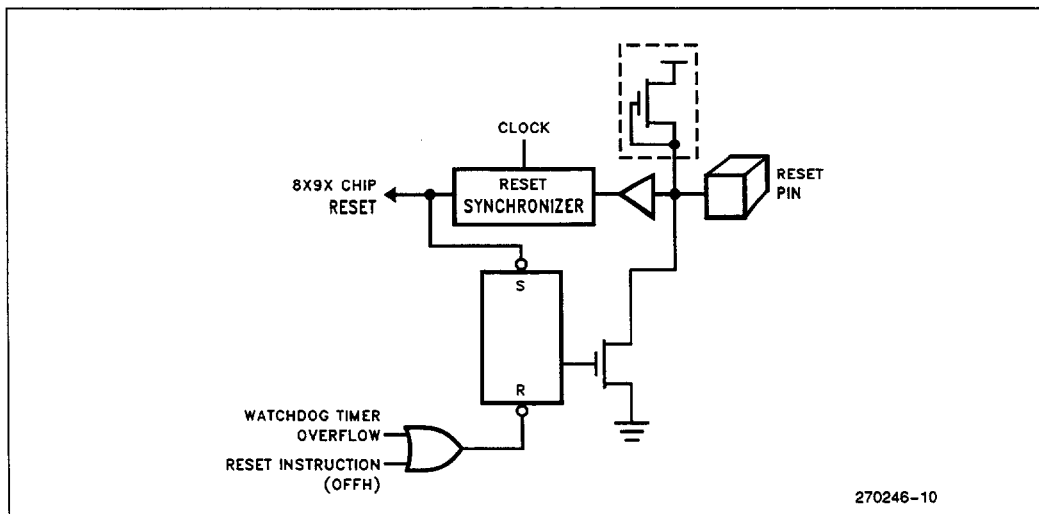 CLOCK
8X9X CHIP
RESET
RESET
SYNCHRONIZER
RESET
PIN
S
R
WATCHDOG TIMER
OVERFLOW
RESET INSTRUCTION
(OFFH)
270246-10